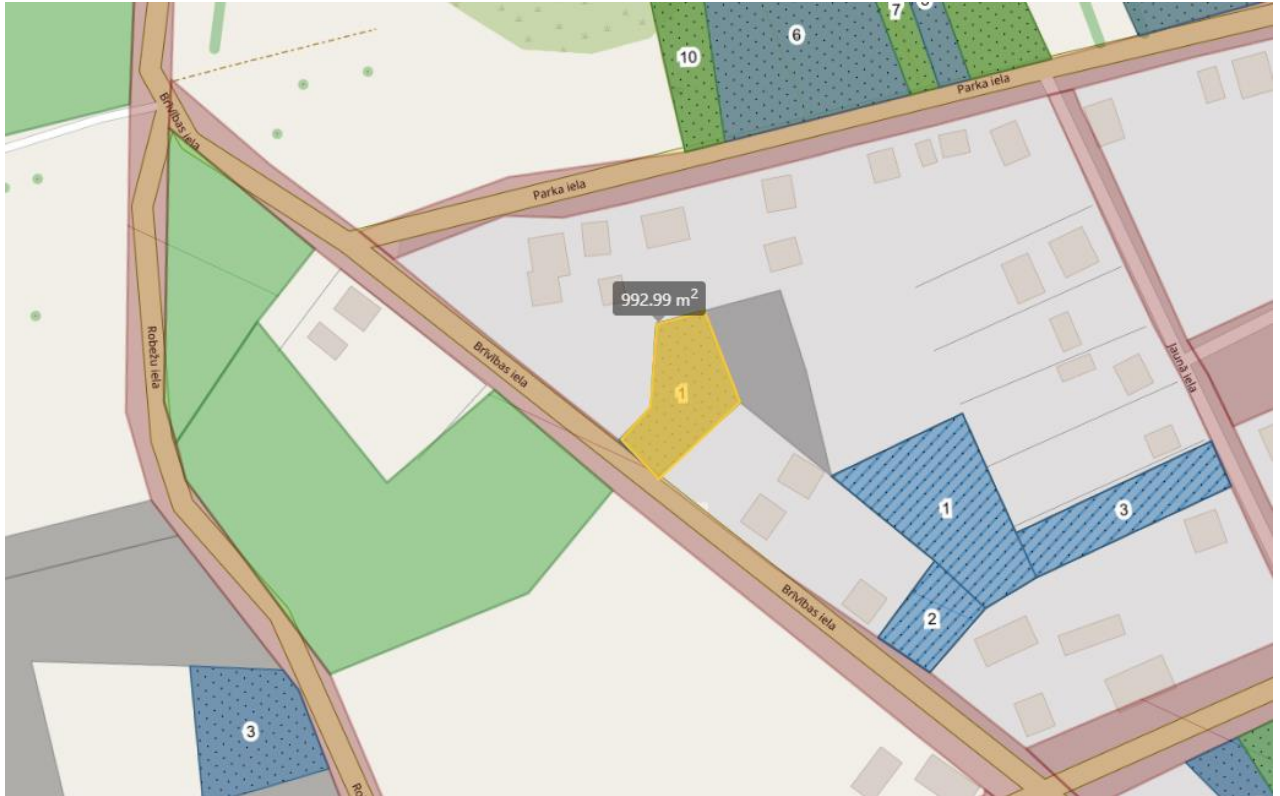 7
6
10
Parka iela
Brīvības iela
Parka iela
992.99 m²
Robežu iela
Brīvības iela
Jaunā iela
1
1
3
Brīvības iela
2
3